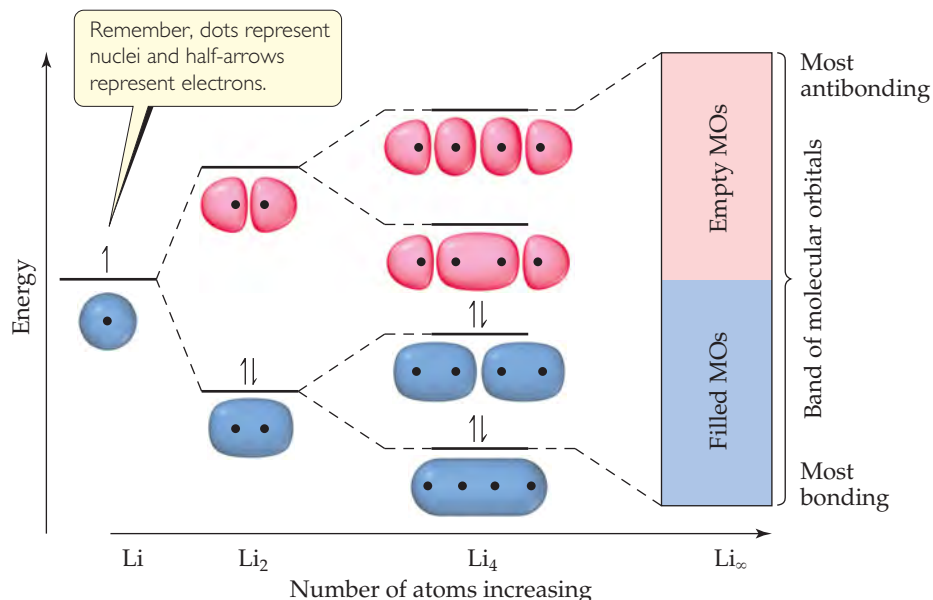 Remember, dots represent
nuclei and half-arrows
represent electrons.
Energy
Most
antibonding
Empty MOs
Filled MOs
Band of molecular orbitals
Most
bonding
Li
Li₂
Li₄
Li∞
Number of atoms increasing